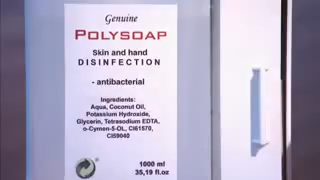 Genuine
POLYSOAP
Skin and hand
DISINFECTION
- antibacterial
Ingredients:
Aqua, Coconut Oil,
Potassium Hydroxide,
Glycerin, Tetrasodium EDTA,
o-Cymen-5-OL, CI61570,
CI59040
1000 ml
35,19 fl.oz